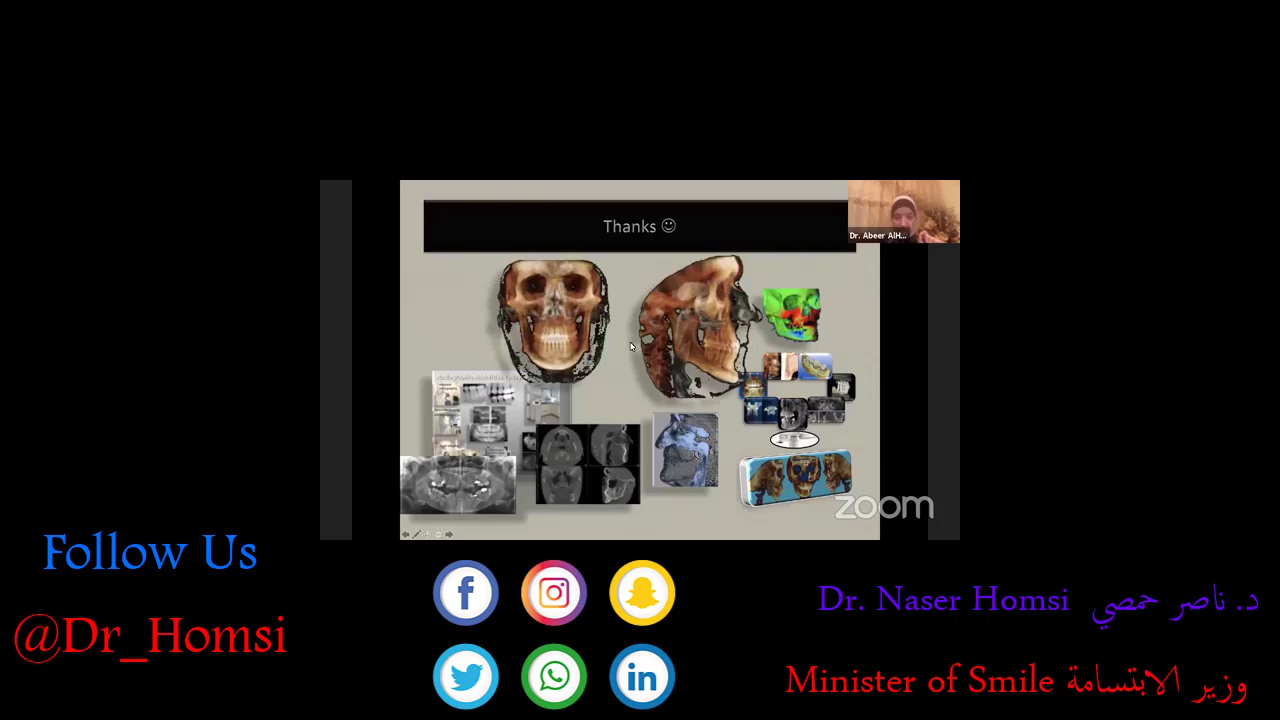 Thanks ☺
Dr. Abeer AlH...
zoom
Follow Us
@Dr_Homsi
Dr. Naser Homsi د. ناصر حمصي
Minister of Smile وزير الابتسامة